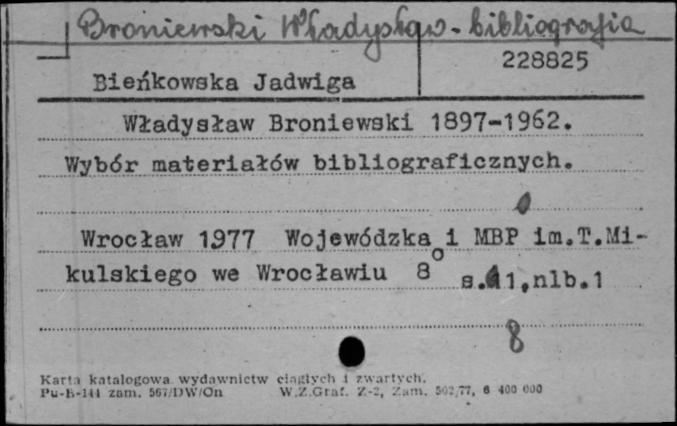 Broniewski Władysław - bibliografia
228825
Bieńkowska Jadwiga
Władysław Broniewski 1897-1962.
Wybór materiałów bibliograficznych.
Wrocław 1977 Wojewódzka i MBP im.T.Mi-
kulskiego we Wrocławiu 8° s. 1,nlb.1
8
Karta katalogowa wydawnictw ciągłych i zwartych.
Pu-B-141 zam. 567/DW/On W.Z.Graf. Z-2, Zam. 502/77, 6 400 000